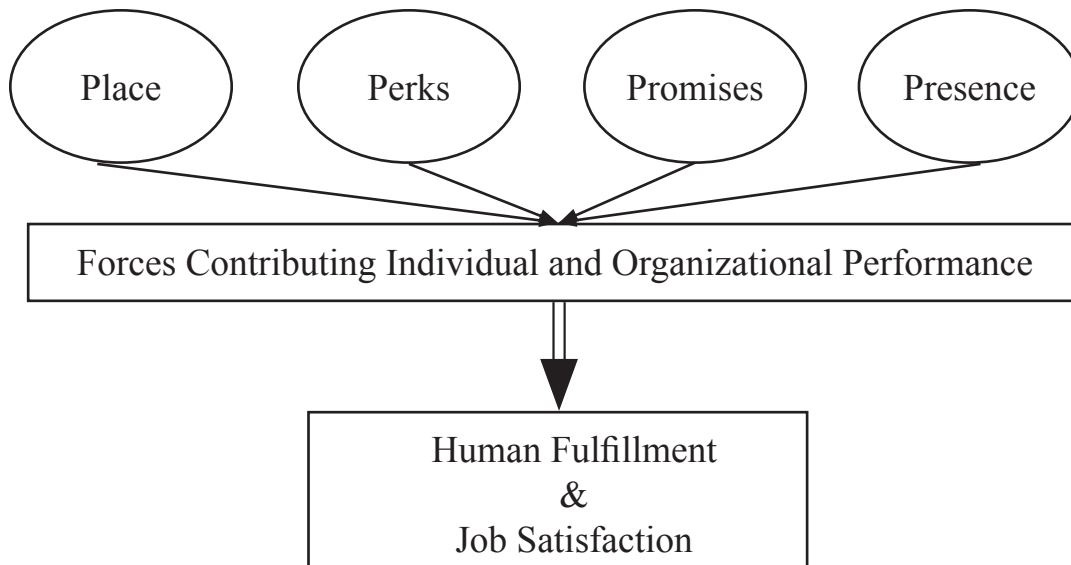 Place Perks Promises Presence
Forces Contributing Individual and Organizational Performance
Human Fulfillment
&
Job Satisfaction